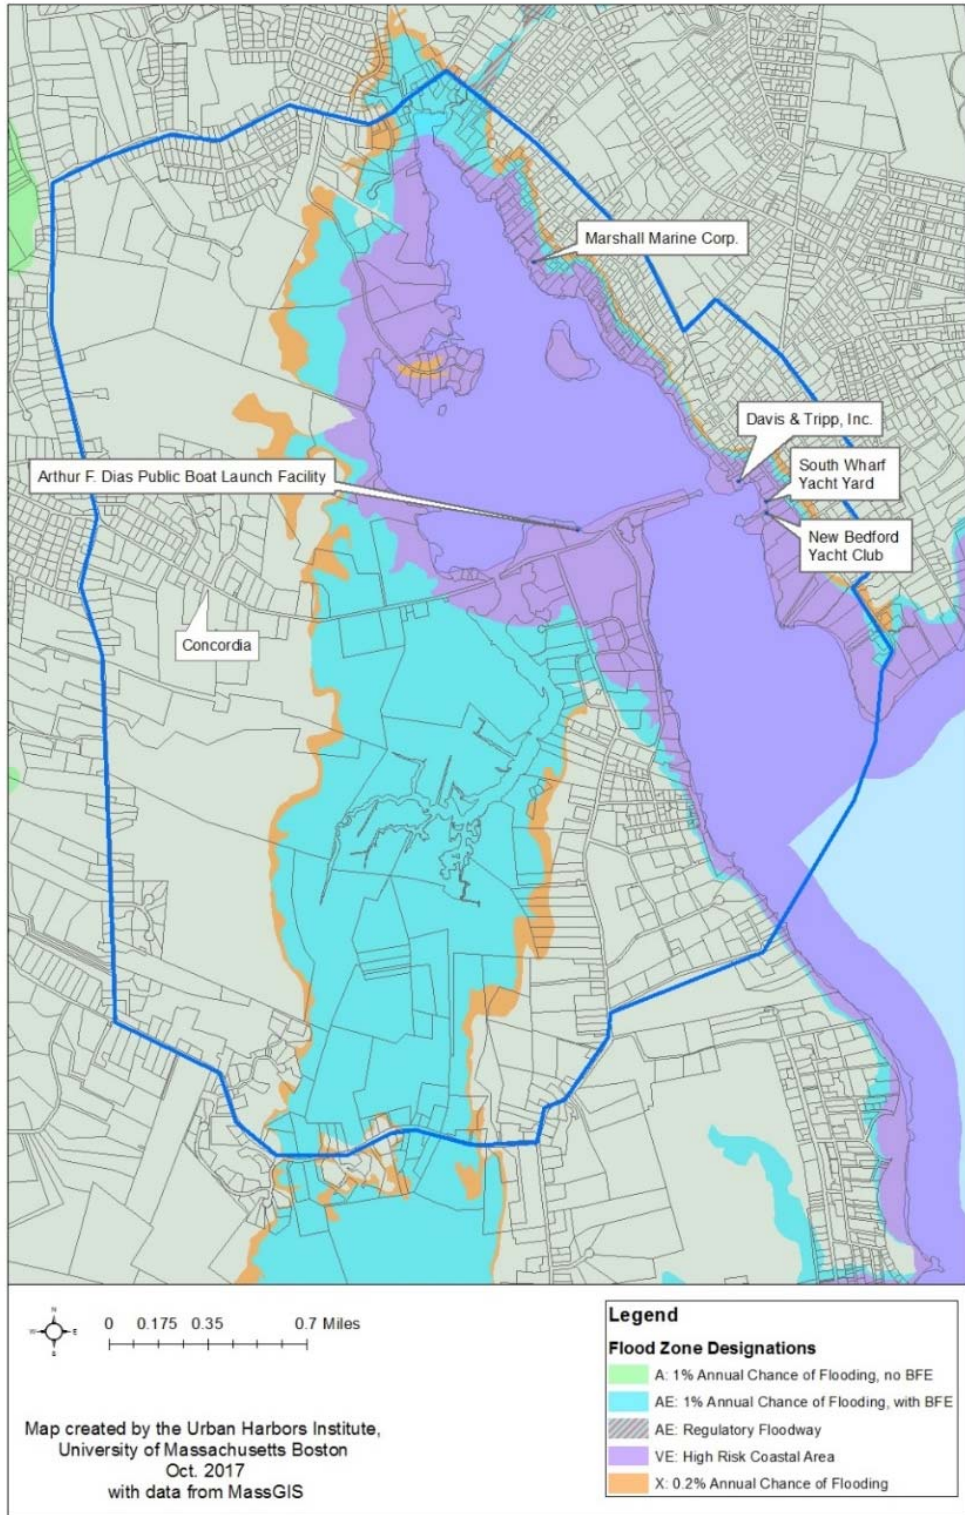 Marshall Marine Corp.
Davis & Tripp, Inc.
Arthur F. Dias Public Boat Launch Facility
South Wharf
Yacht Yard
New Bedford
Yacht Club
Concordia
N
W
E
S
0 0.175 0.35 0.7 Miles
Map created by the Urban Harbors Institute,
University of Massachusetts Boston
Oct. 2017
with data from MassGIS
Legend
Flood Zone Designations
A: 1% Annual Chance of Flooding, no BFE
AE: 1% Annual Chance of Flooding, with BFE
AE: Regulatory Floodway
VE: High Risk Coastal Area
X: 0.2% Annual Chance of Flooding